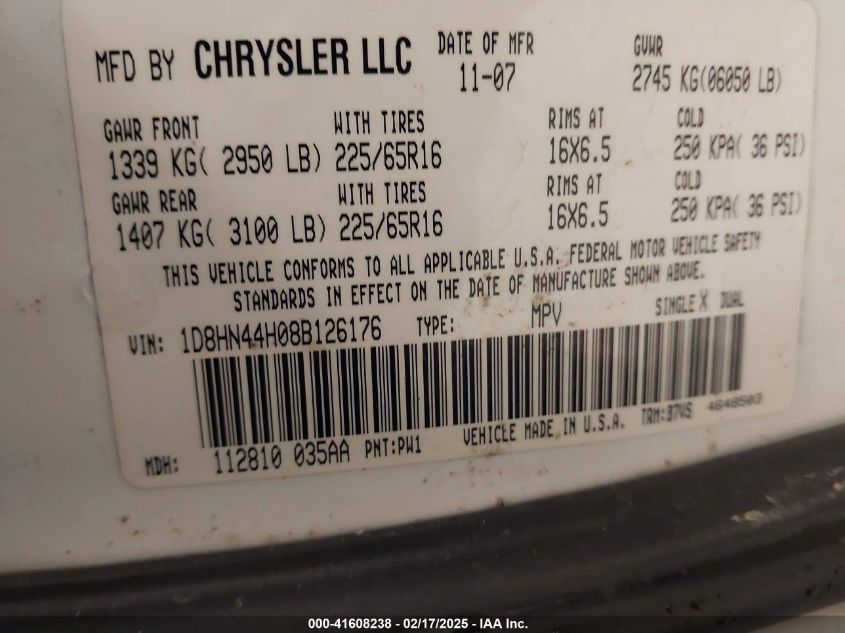 MFD BY CHRYSLER LLC DATE OF MFR 11-07 GVWR 2745 KG(06050 LB)
GAWR FRONT WITH TIRES RIMS AT COLD
1339 KG( 2950 LB) 225/65R16 16X6.5 250 KPA( 36 PSI)
GAWR REAR WITH TIRES RIMS AT COLD
1407 KG( 3100 LB) 225/65R16 16X6.5 250 KPA( 36 PSI)
THIS VEHICLE CONFORMS TO ALL APPLICABLE U.S.A. FEDERAL MOTOR VEHICLE SAFETY
STANDARDS IN EFFECT ON THE DATE OF MANUFACTURE SHOWN ABOVE.
VIN: 1D8HN44H08B126176 TYPE: MPV SINGLE X DUAL
MDH: 112810 035AA PNT:PW1 VEHICLE MADE IN U.S.A. TRM:B7VS 4648503
000-41608238 - 02/17/2025 - IAA Inc.